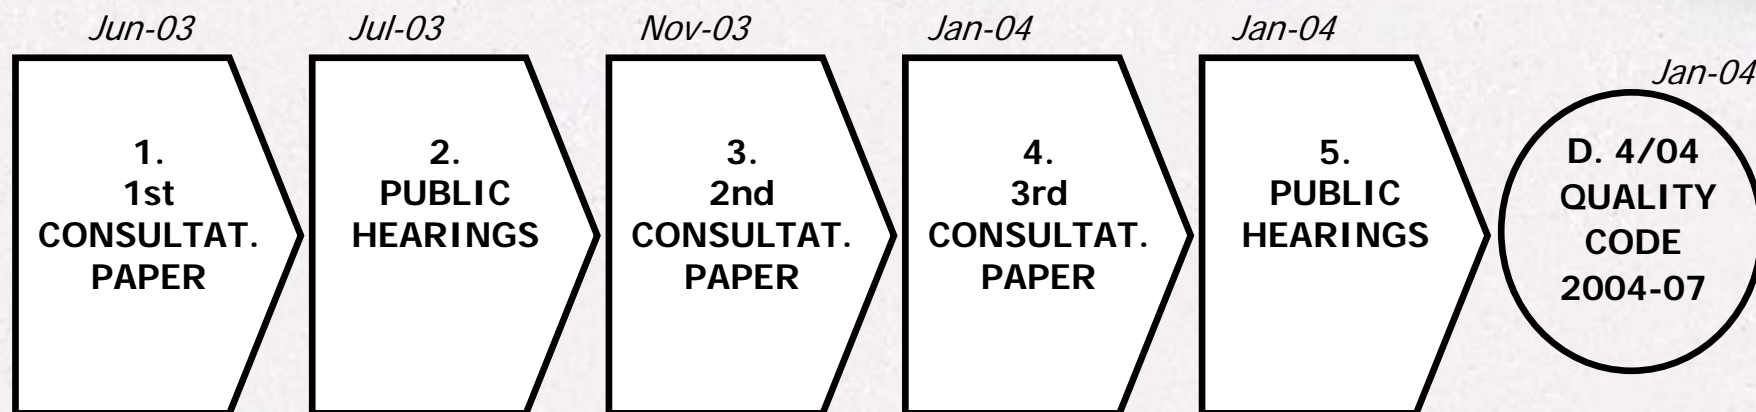 Jun-03
1.
1st
CONSULTAT.
PAPER
Jul-03
2.
PUBLIC
HEARINGS
Nov-03
3.
2nd
CONSULTAT.
PAPER
Jan-04
4.
3rd
CONSULTAT.
PAPER
Jan-04
5.
PUBLIC
HEARINGS
Jan-04
D. 4/04
QUALITY
CODE
2004-07